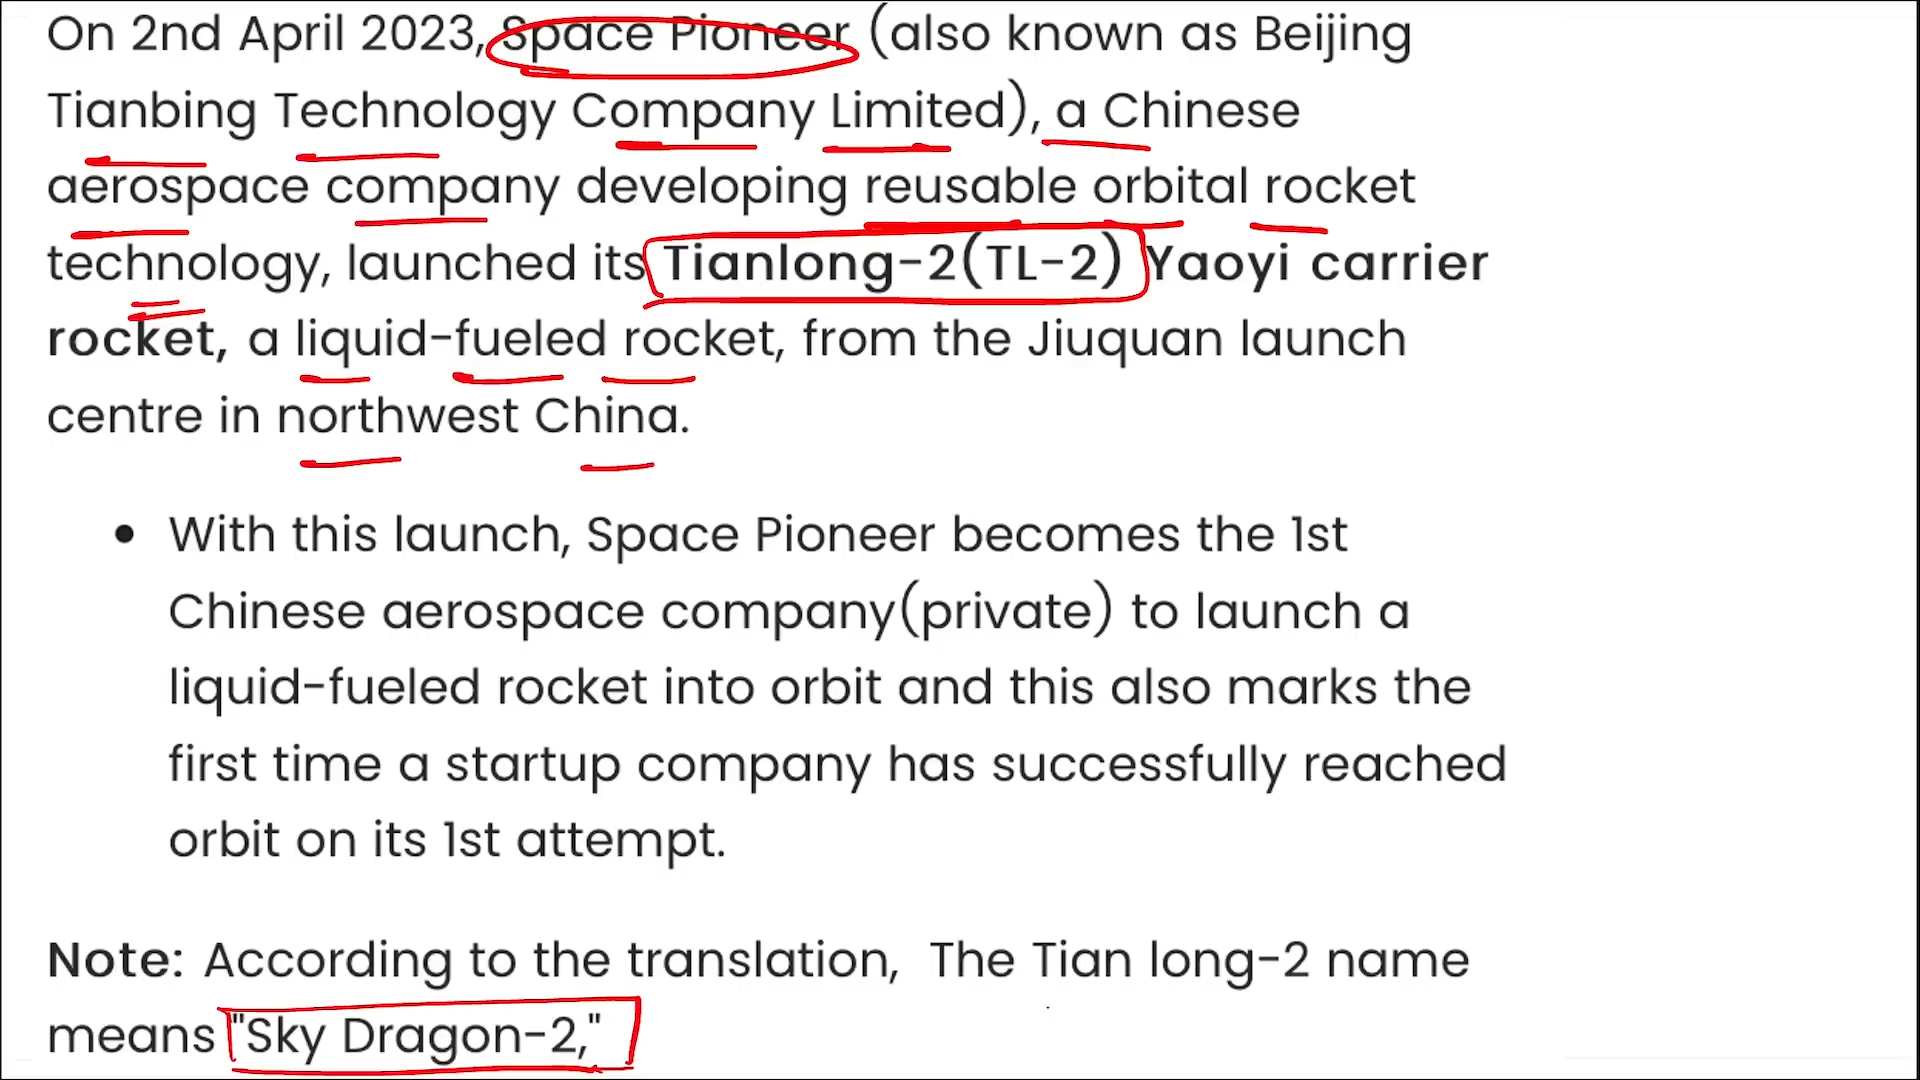 On 2nd April 2023, Space Pioneer (also known as Beijing
Tianbing Technology Company Limited), a Chinese
aerospace company developing reusable orbital rocket
technology, launched its Tianlong-2(TL-2) Yaoyi carrier
rocket, a liquid-fueled rocket, from the Jiuquan launch
centre in northwest China.
• With this launch, Space Pioneer becomes the 1st
Chinese aerospace company(private) to launch a
liquid-fueled rocket into orbit and this also marks the
first time a startup company has successfully reached
orbit on its 1st attempt.
Note: According to the translation, The Tian long-2 name
means "Sky Dragon-2,"